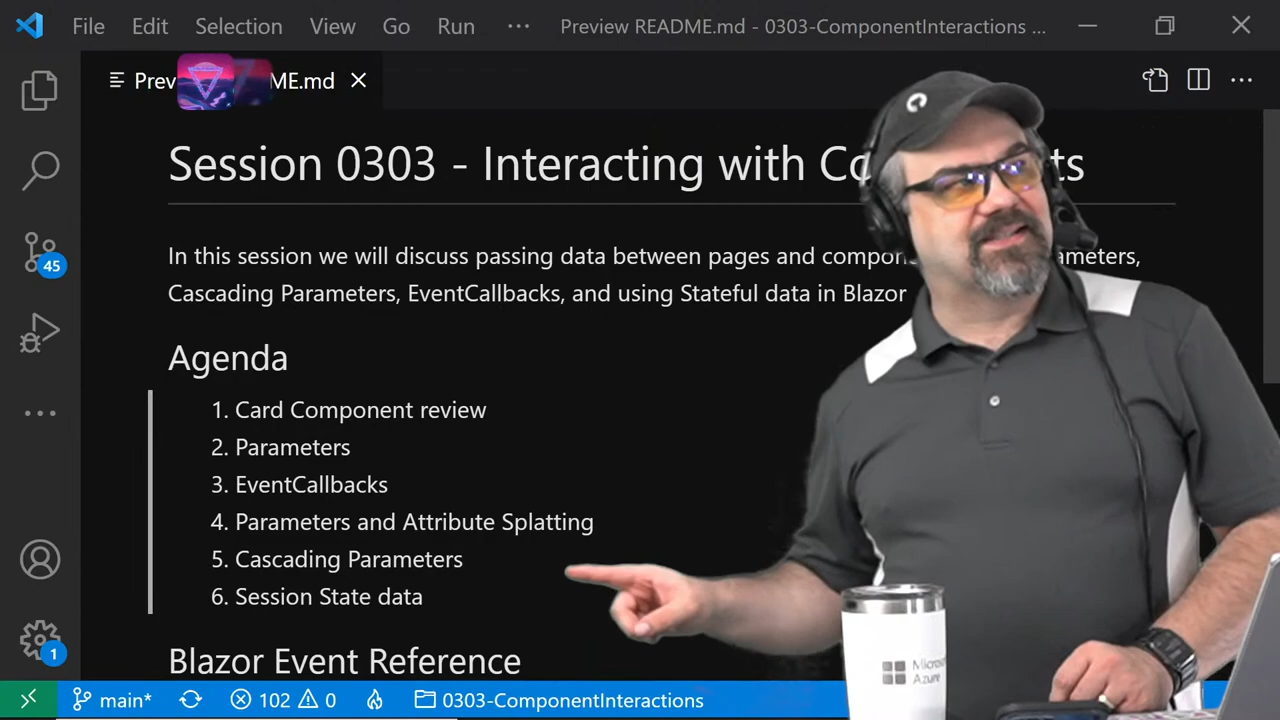 File Edit Selection View Go Run ··· Preview README.md - 0303-ComponentInteractions ...
Prev ME.md
Session 0303 - Interacting with Co ts
In this session we will discuss passing data between pages and compon ameters,
Cascading Parameters, EventCallbacks, and using Stateful data in Blazor
Agenda
1. Card Component review
2. Parameters
3. EventCallbacks
4. Parameters and Attribute Splatting
5. Cascading Parameters
6. Session State data
Blazor Event Reference
45
1
main* 102 0 0303-ComponentInteractions
Microsof
Azure